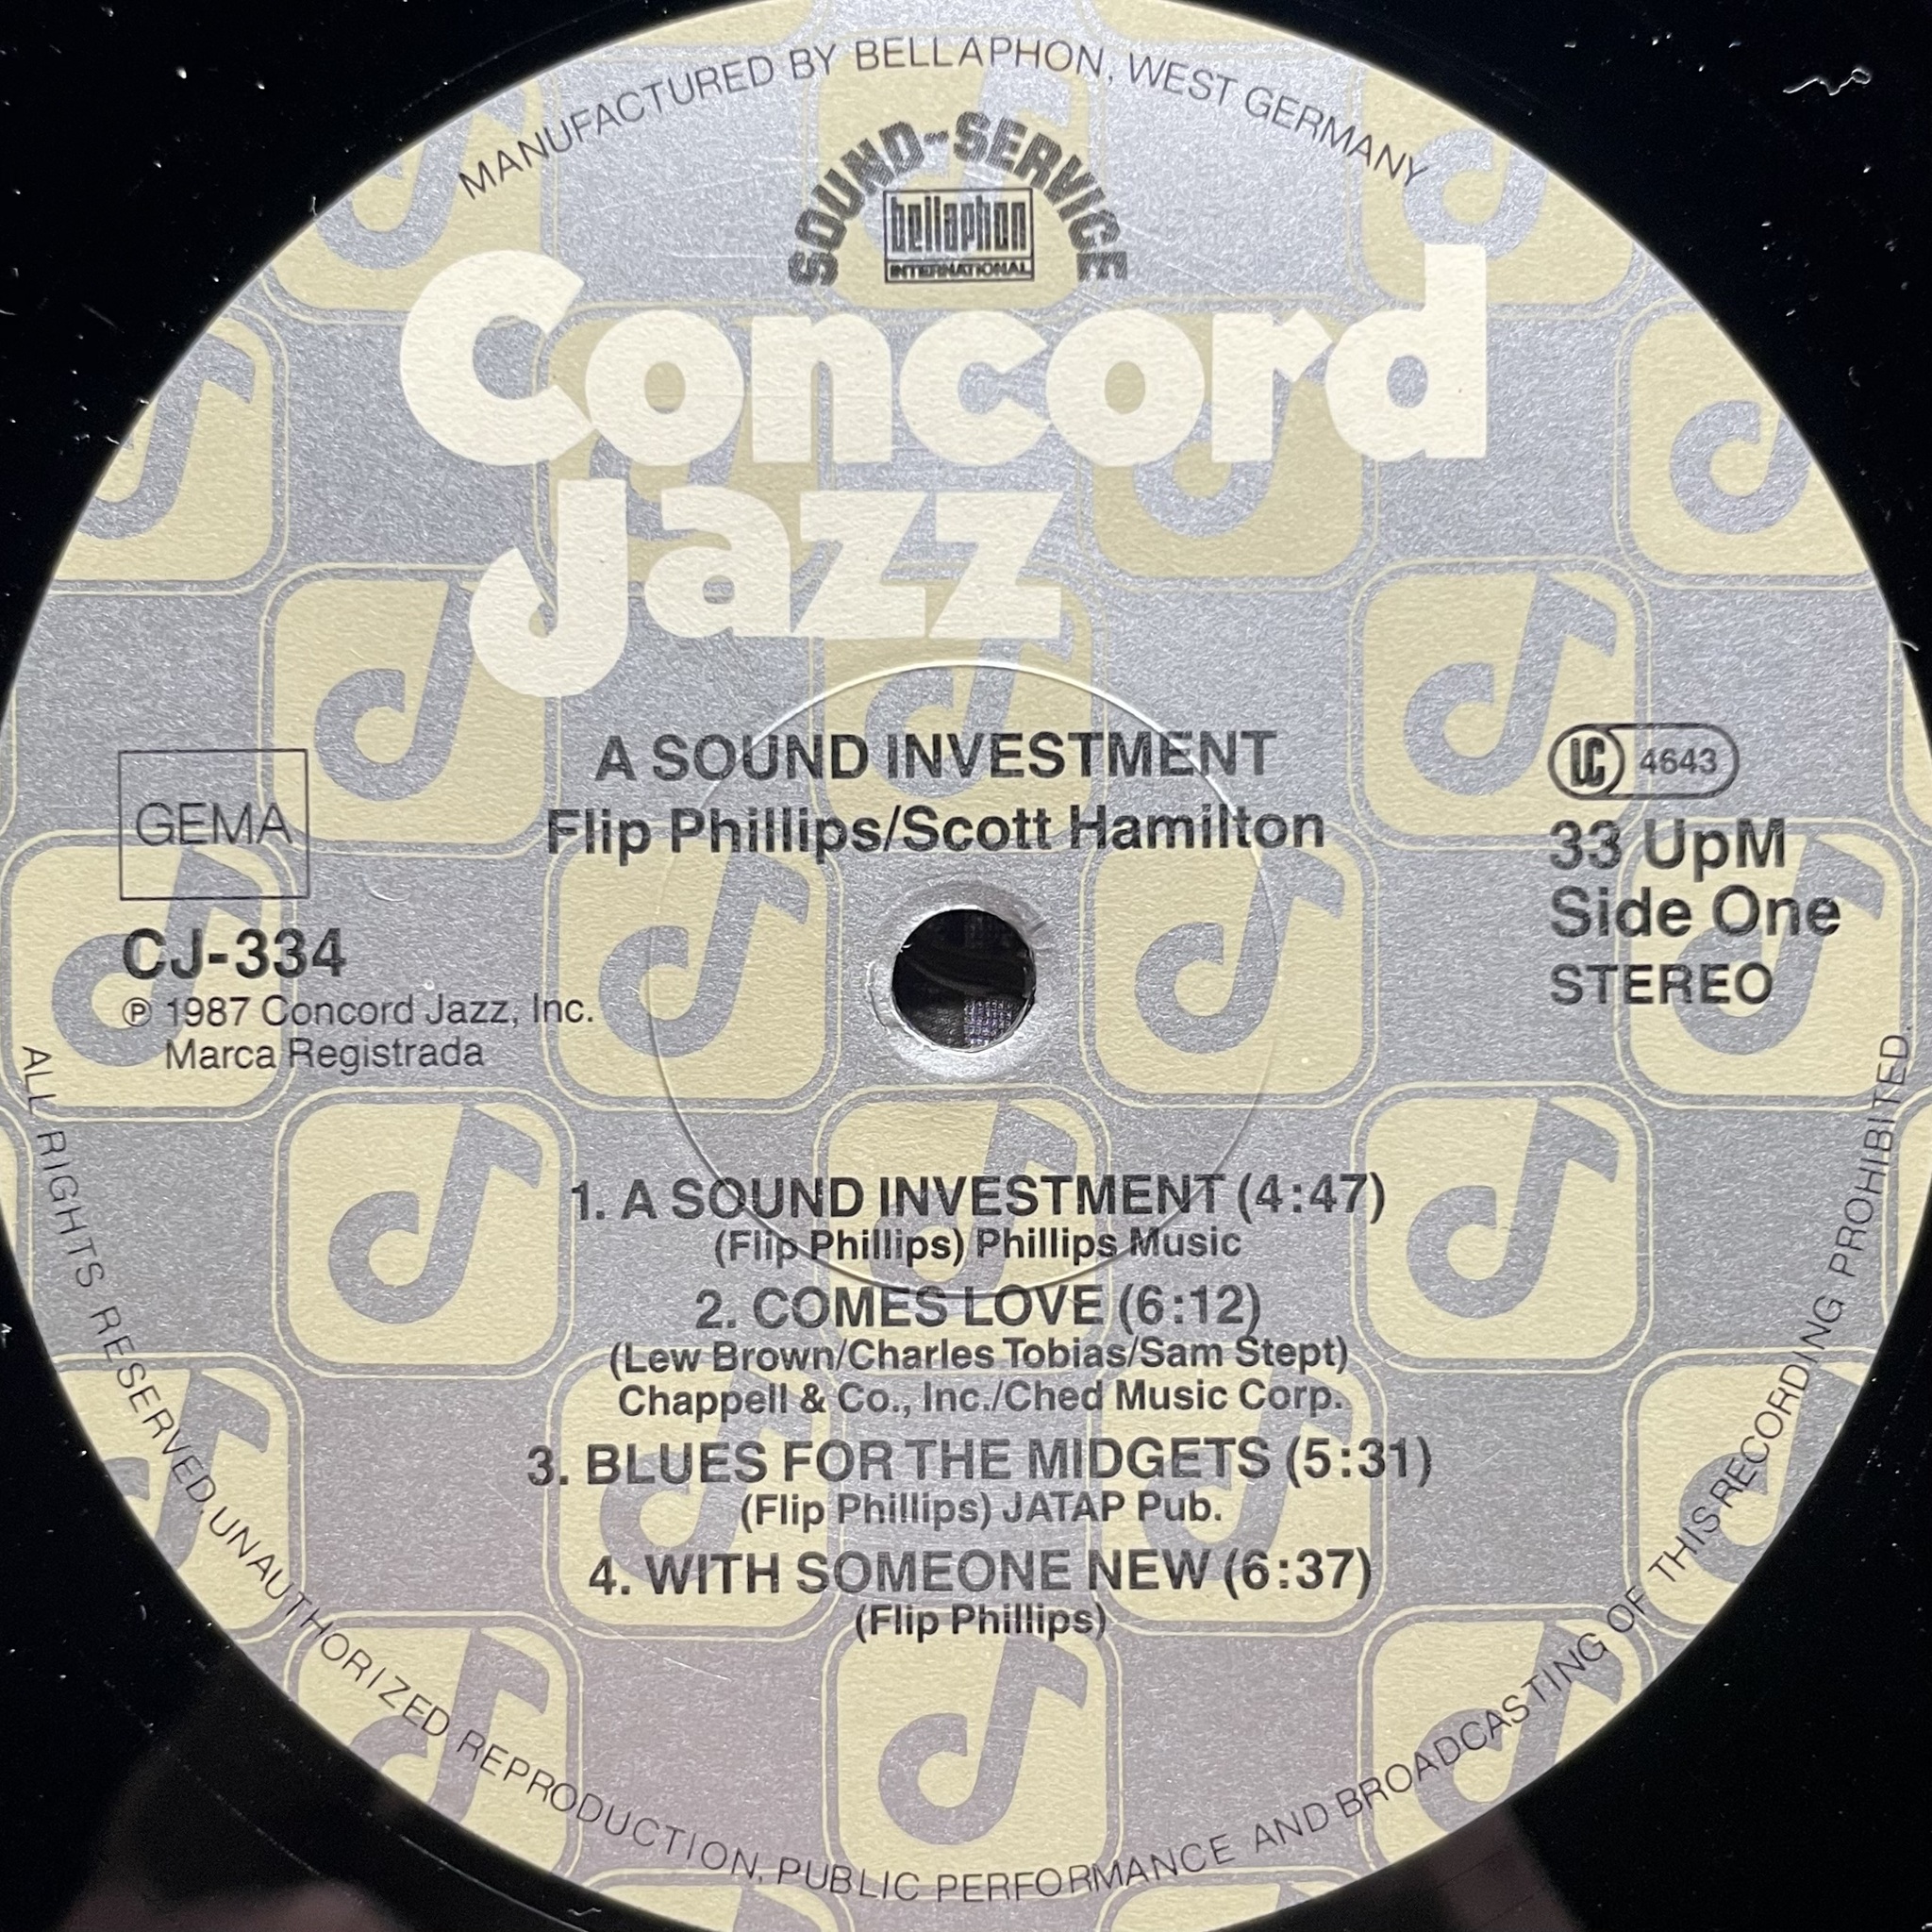 MANUFACTURED BY BELLAPHON, WEST GERMANY
SOUND-SERVICE
bellaphon
INTERNATIONAL
Concord
Jazz
A SOUND INVESTMENT
Flip Phillips/Scott Hamilton
GEMA
CJ-334
℗ 1987 Concord Jazz, Inc.
Marca Registrada
LC 4643
33 UpM
Side One
STEREO
1. A SOUND INVESTMENT (4:47)
(Flip Phillips) Phillips Music
2. COMES LOVE (6:12)
(Lew Brown/Charles Tobias/Sam Stept)
Chappell & Co., Inc./Ched Music Corp.
3. BLUES FOR THE MIDGETS (5:31)
(Flip Phillips) JATAP Pub.
4. WITH SOMEONE NEW (6:37)
(Flip Phillips)
ALL RIGHTS RESERVED. UNAUTHORIZED REPRODUCTION, PUBLIC PERFORMANCE AND BROADCASTING OF THIS RECORDING PROHIBITED.